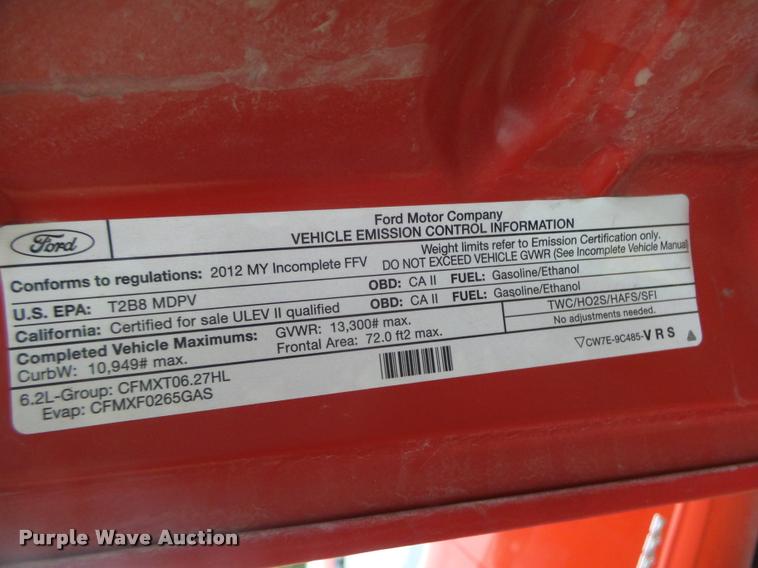 Ford
Ford Motor Company
VEHICLE EMISSION CONTROL INFORMATION
Conforms to regulations: 2012 MY Incomplete FFV
Weight limits refer to Emission Certification only.
DO NOT EXCEED VEHICLE GVWR (See Incomplete Vehicle Manual)
U.S. EPA: T2B8 MDPV OBD: CA II FUEL: Gasoline/Ethanol
California: Certified for sale ULEV II qualified OBD: CA II FUEL: Gasoline/Ethanol
Completed Vehicle Maximums: GVWR: 13,300# max.
CurbW: 10,949# max. Frontal Area: 72.0 ft2 max.
TWC/HO2S/HAFS/SFI
No adjustments needed.
6.2L-Group: CFMXT06.27HL
Evap: CFMXF0265GAS
CW7E-9C485-VRS
Purple Wave Auction